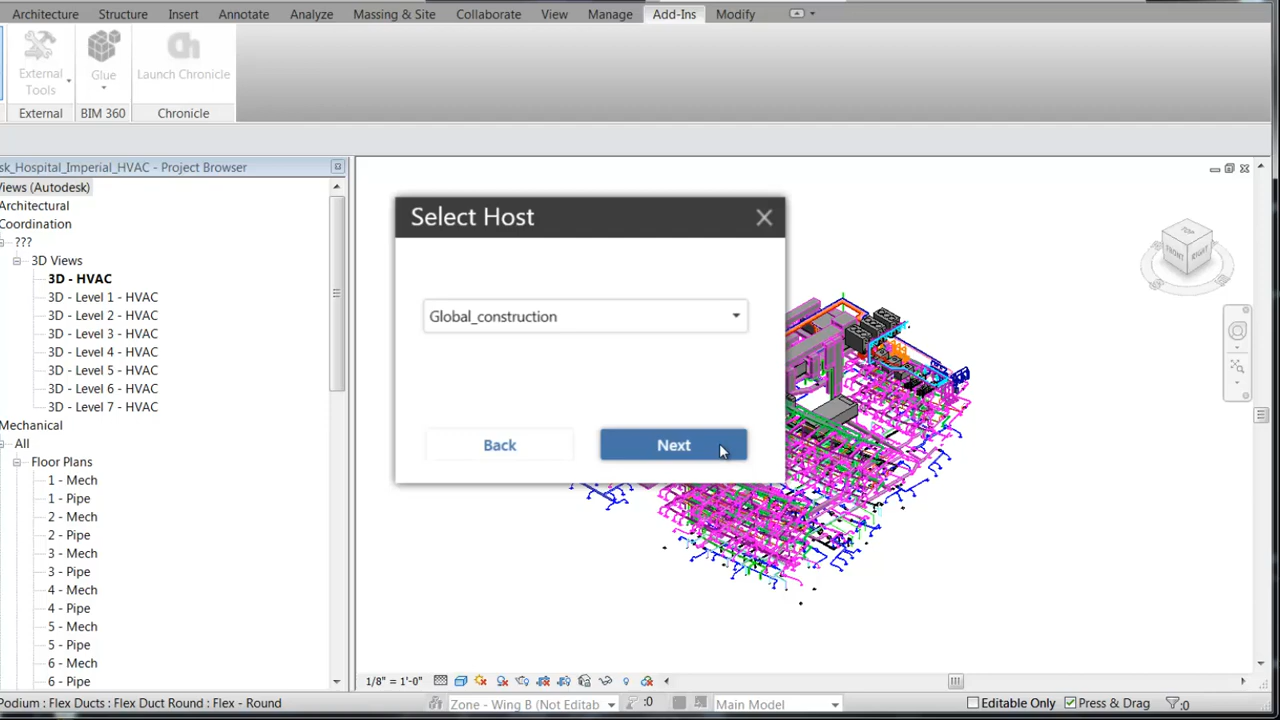 Architecture Structure Insert Annotate Analyze Massing & Site Collaborate View Manage Add-Ins Modify
External Tools
Glue
Launch Chronicle
External BIM 360 Chronicle
sk_Hospital_Imperial_HVAC - Project Browser
Views (Autodesk)
Architectural
Coordination
???
3D Views
3D - HVAC
3D - Level 1 - HVAC
3D - Level 2 - HVAC
3D - Level 3 - HVAC
3D - Level 4 - HVAC
3D - Level 5 - HVAC
3D - Level 6 - HVAC
3D - Level 7 - HVAC
Mechanical
All
Floor Plans
1 - Mech
1 - Pipe
2 - Mech
2 - Pipe
3 - Mech
3 - Pipe
4 - Mech
4 - Pipe
5 - Mech
5 - Pipe
6 - Mech
6 - Pipe
Select Host
Global_construction
Back Next
TOP
FRONT RIGHT
1/8" = 1'-0"
Podium : Flex Ducts : Flex Duct Round : Flex - Round
Zone - Wing B (Not Editab
:0
Main Model
Editable Only
Press & Drag
:0